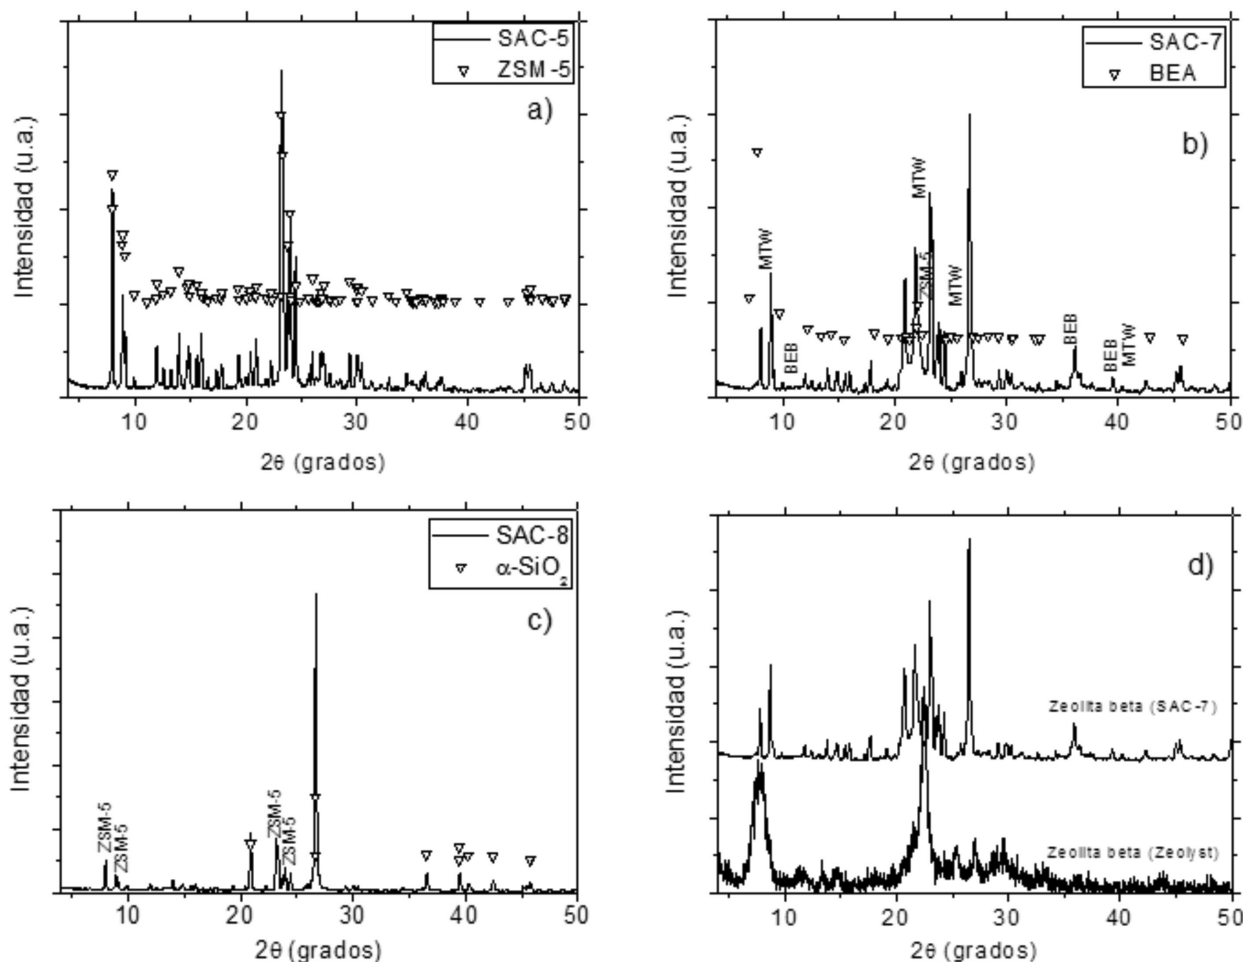 SAC-5
ZSM-5
a)
Intensidad (u.a.)
10 20 30 40 50
2θ (grados)
SAC-7
BEA
b)
Intensidad (u.a.)
MTW
BEB
MTW
ZSM-5
MTW
BEB
BEB
MTW
10 20 30 40 50
2θ (grados)
SAC-8
α-SiO₂
c)
Intensidad (u.a.)
ZSM-5
ZSM-5
ZSM-5
ZSM-5
10 20 30 40 50
2θ (grados)
d)
Intensidad (u.a.)
Zeolita beta (SAC-7)
Zeolita beta (Zeolyst)
10 20 30 40 50
2θ (grados)